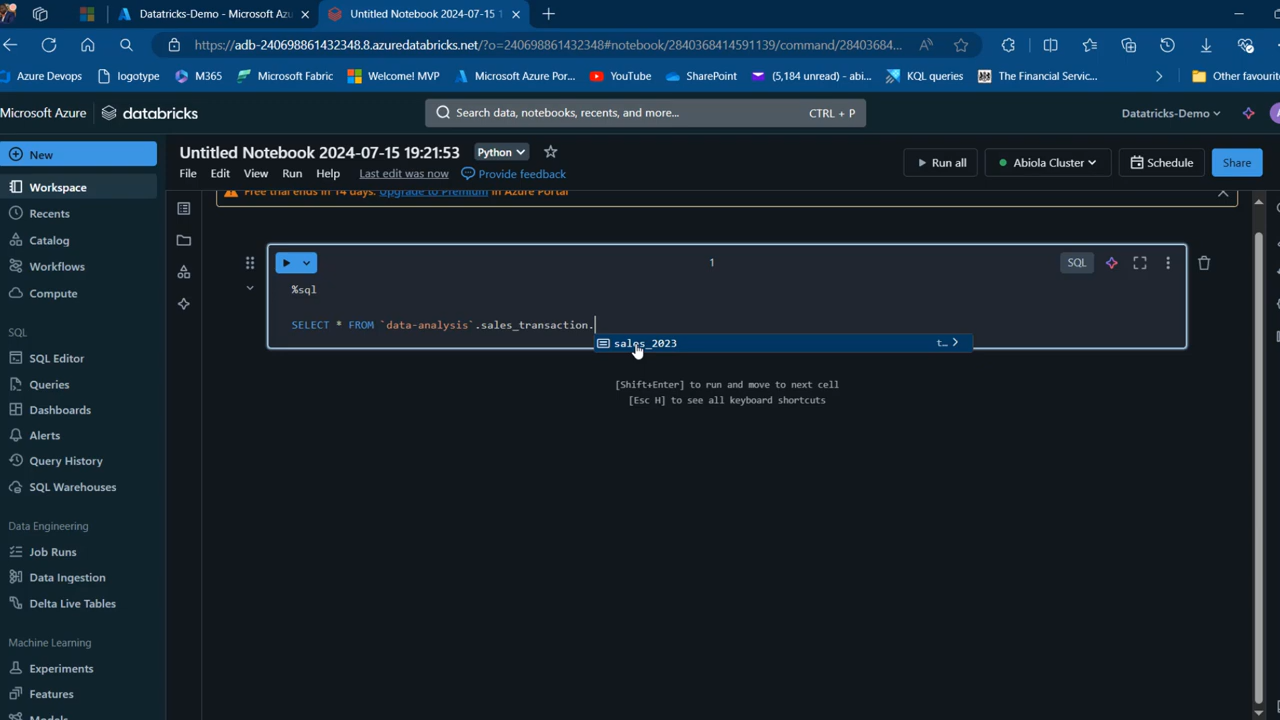 Datatricks-Demo - Microsoft Azu
Untitled Notebook 2024-07-15 1
https://adb-240698861432348.8.azuredatabricks.net/?o=240698861432348#notebook/2840368414591139/command/28403684...
Azure Devops
logotype
M365
Microsoft Fabric
Welcome! MVP
Microsoft Azure Por...
YouTube
SharePoint
(5,184 unread) - abi...
KQL queries
The Financial Servic...
Other favourite
Microsoft Azure
databricks
Search data, notebooks, recents, and more...
CTRL + P
Datatricks-Demo
New
Untitled Notebook 2024-07-15 19:21:53
Python
File
Edit
View
Run
Help
Last edit was now
Provide feedback
Run all
Abiola Cluster
Schedule
Share
Workspace
Recents
Catalog
Workflows
Compute
SQL
SQL Editor
Queries
Dashboards
Alerts
Query History
SQL Warehouses
Data Engineering
Job Runs
Data Ingestion
Delta Live Tables
Machine Learning
Experiments
Features
Models
Free trial ends in 14 days. Upgrade to Premium in Azure Portal
1
SQL
%sql
SELECT * FROM `data-analysis`.sales_transaction.
sales_2023
t...
[Shift+Enter] to run and move to next cell
[Esc H] to see all keyboard shortcuts